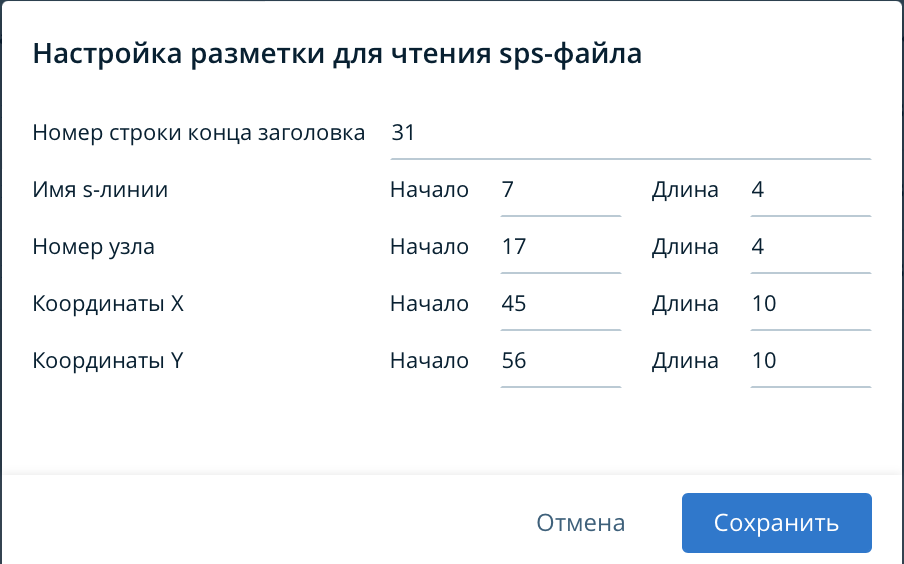 Настройка разметки для чтения sps-файла
Номер строки конца заголовка 31
Имя s-линии Начало 7 Длина 4
Номер узла Начало 17 Длина 4
Координаты X Начало 45 Длина 10
Координаты Y Начало 56 Длина 10
Отмена Сохранить